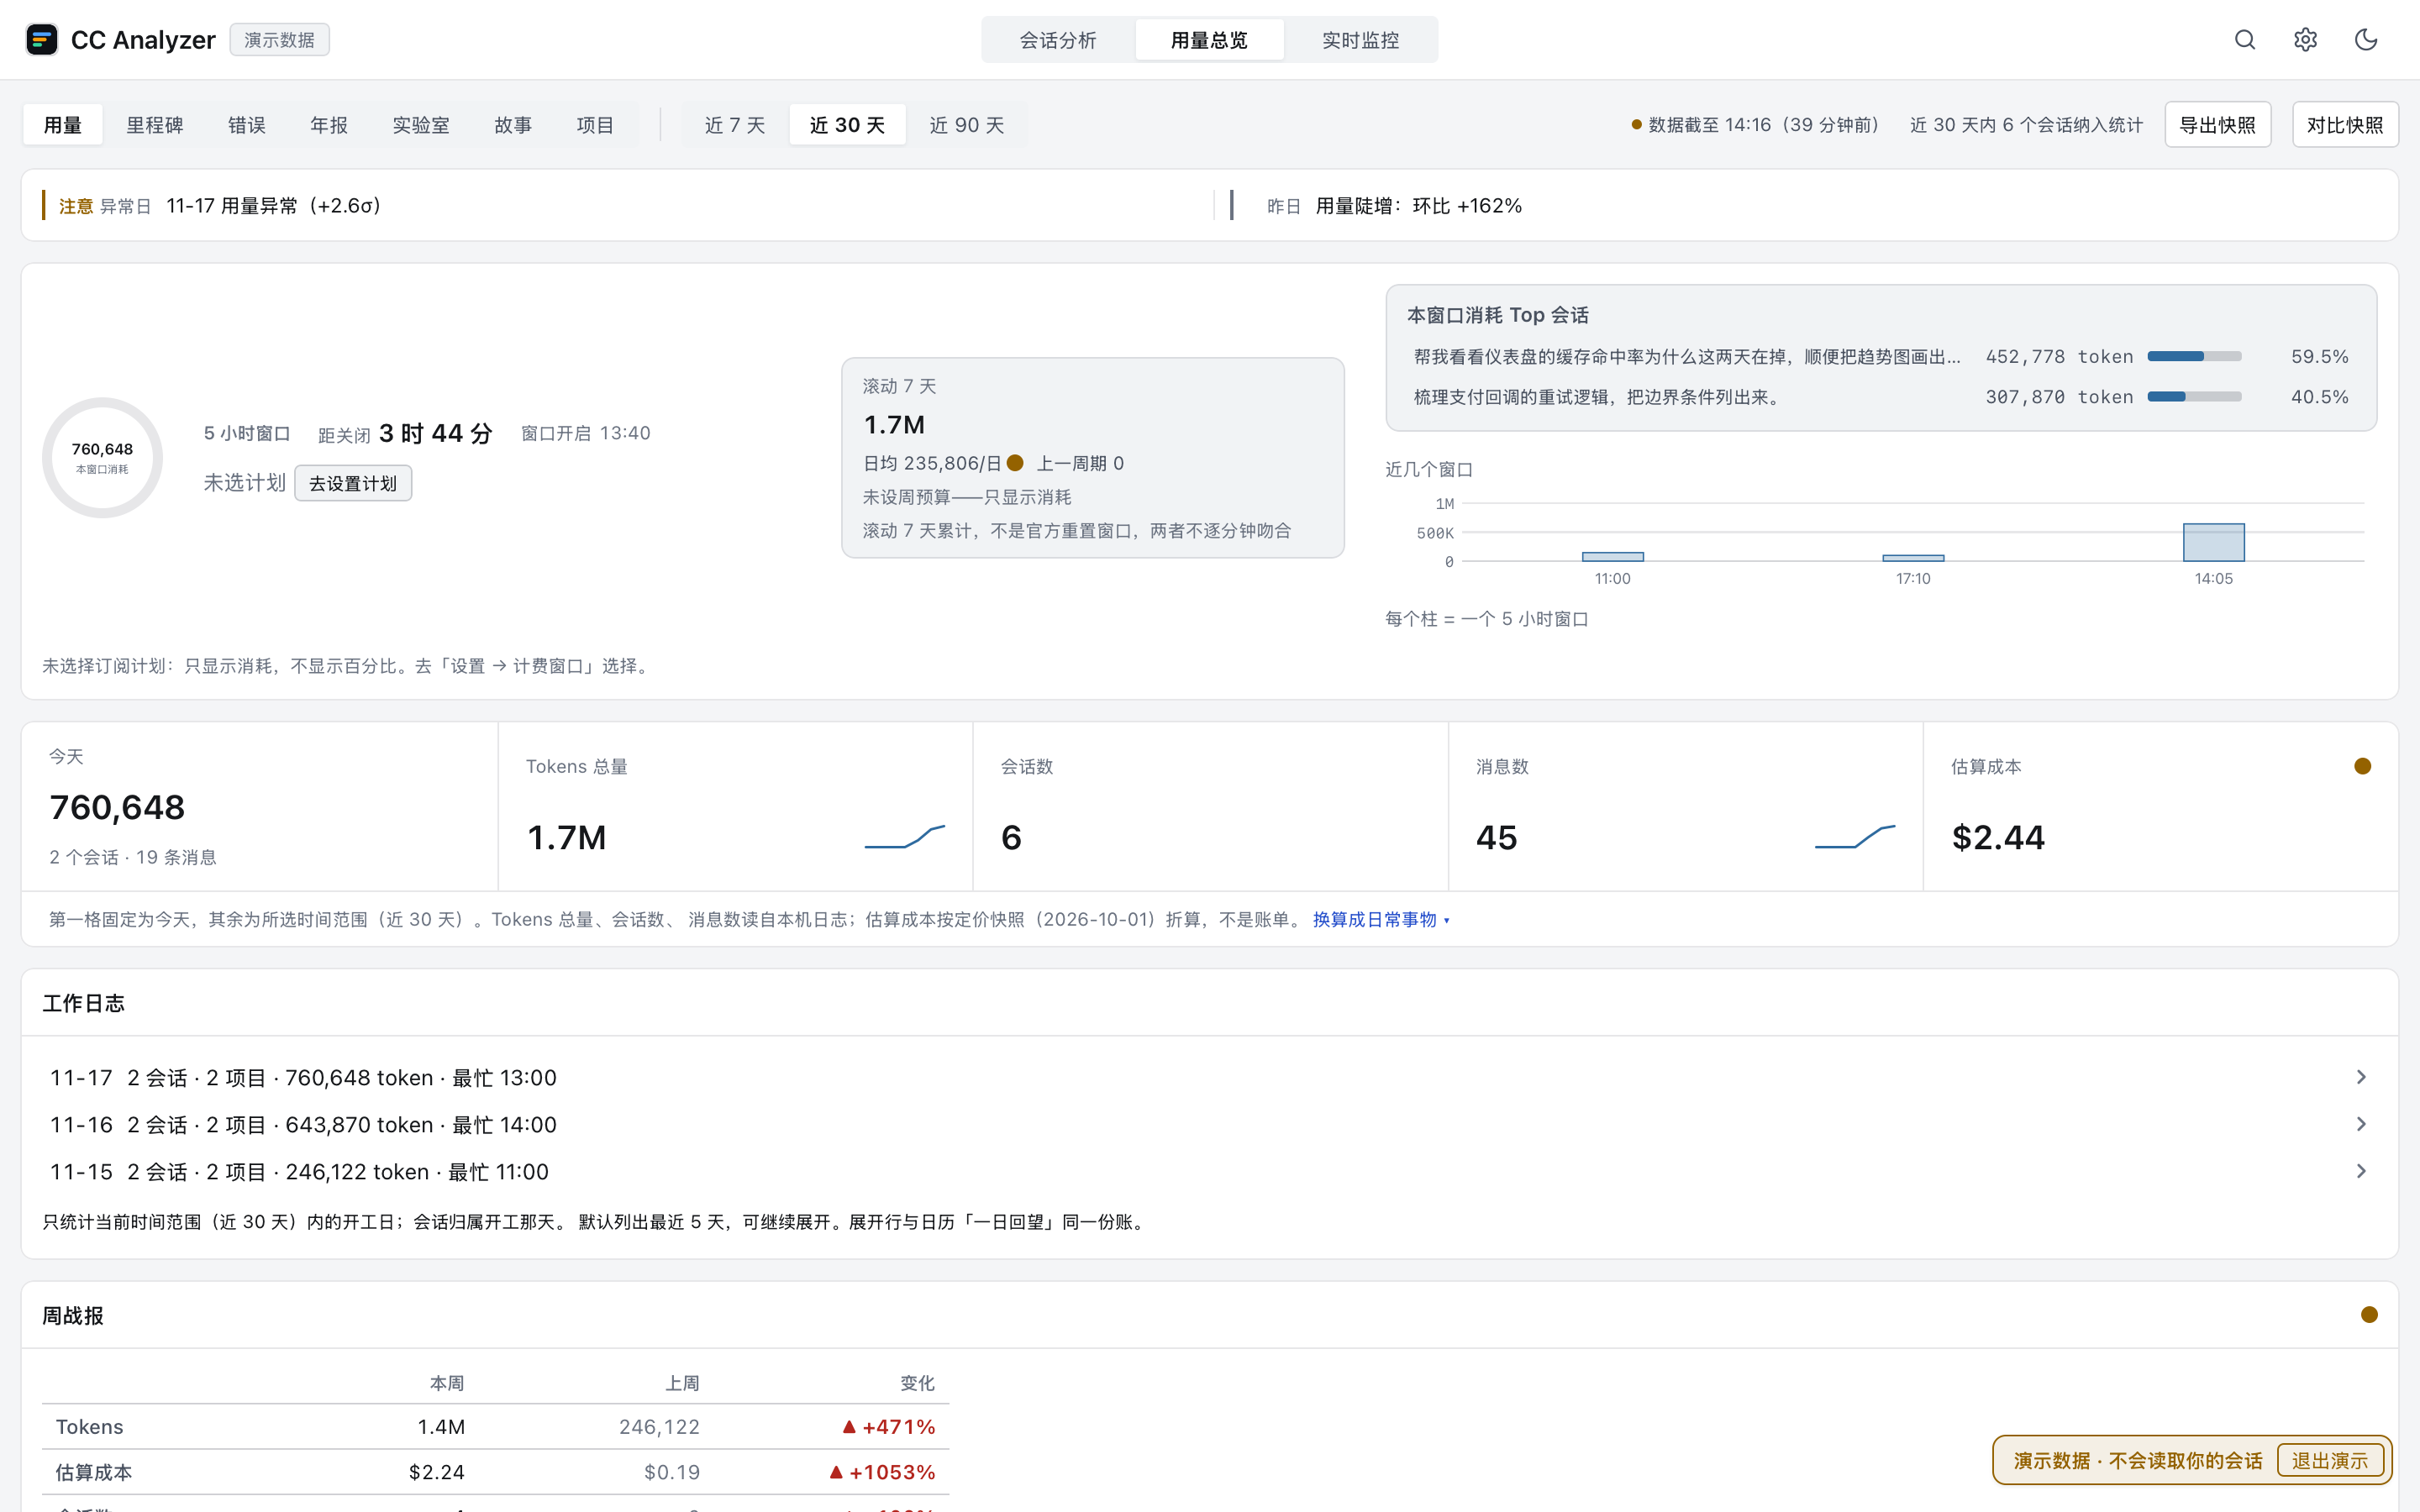 CC Analyzer 演示数据
会话分析 用量总览 实时监控
用量 里程碑 错误 年报 实验室 故事 项目 近 7 天 近 30 天 近 90 天
数据截至 14:16（39 分钟前） 近 30 天内 6 个会话纳入统计 导出快照 对比快照
注意 异常日 11-17 用量异常（+2.6σ）
昨日 用量陡增：环比 +162%
760,648
本窗口消耗
5 小时窗口 距关闭 3 时 44 分 窗口开启 13:40
未选计划 去设置计划
滚动 7 天
1.7M
日均 235,806/日 上一周期 0
未设周预算——只显示消耗
滚动 7 天累计，不是官方重置窗口，两者不逐分钟吻合
本窗口消耗 Top 会话
帮我看看仪表盘的缓存命中率为什么这两天在掉，顺便把趋势图画出... 452,778 token 59.5%
梳理支付回调的重试逻辑，把边界条件列出来。 307,870 token 40.5%
近几个窗口
1M
500K
0
11:00 17:10 14:05
每个柱 = 一个 5 小时窗口
未选择订阅计划：只显示消耗，不显示百分比。去「设置 → 计费窗口」选择。
今天
760,648
2 个会话 · 19 条消息
Tokens 总量
1.7M
会话数
6
消息数
45
估算成本
$2.44
第一格固定为今天，其余为所选时间范围（近 30 天）。Tokens 总量、会话数、 消息数读自本机日志；估算成本按定价快照（2026-10-01）折算，不是账单。 换算成日常事物 ▾
工作日志
11-17 2 会话 · 2 项目 · 760,648 token · 最忙 13:00
11-16 2 会话 · 2 项目 · 643,870 token · 最忙 14:00
11-15 2 会话 · 2 项目 · 246,122 token · 最忙 11:00
只统计当前时间范围（近 30 天）内的开工日；会话归属开工那天。 默认列出最近 5 天，可继续展开。展开行与日历「一日回望」同一份账。
周战报
本周 上周 变化
Tokens 1.4M 246,122 ▲ +471%
估算成本 $2.24 $0.19 ▲ +1053%
演示数据 · 不会读取你的会话 退出演示